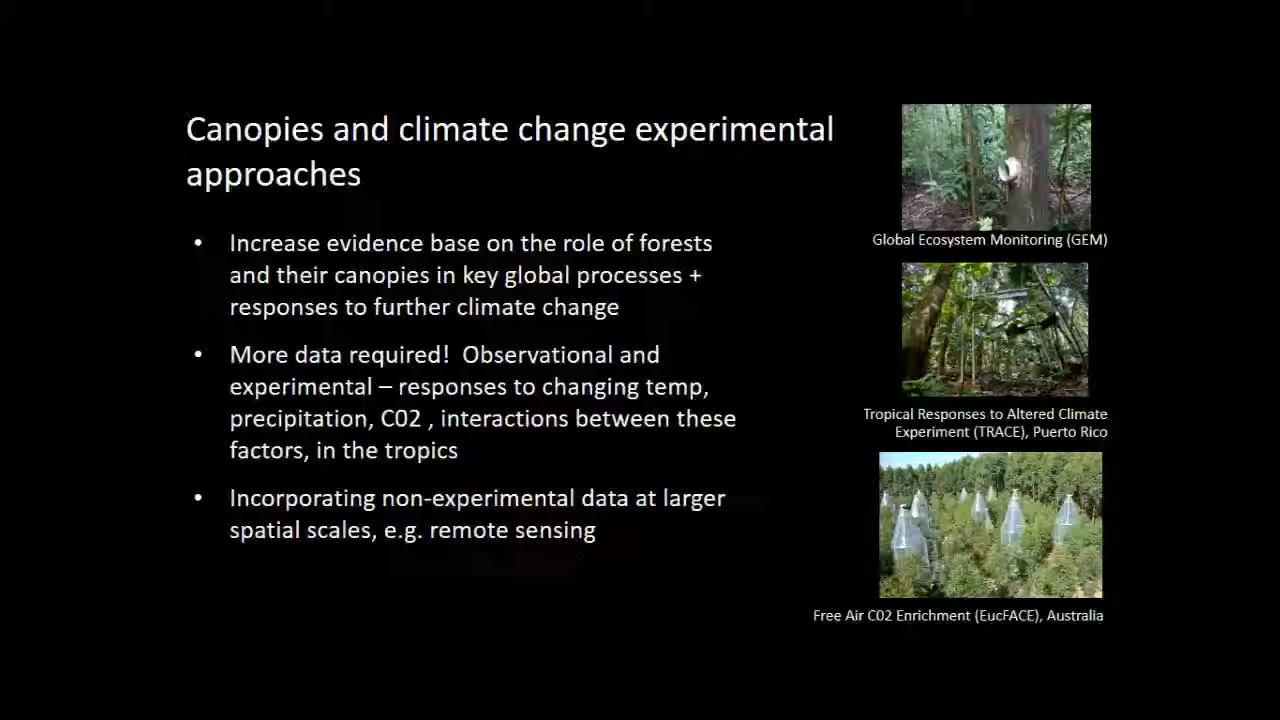 Canopies and climate change experimental
approaches
• Increase evidence base on the role of forests
and their canopies in key global processes +
responses to further climate change
• More data required!  Observational and
experimental – responses to changing temp,
precipitation, C02 , interactions between these
factors, in the tropics
• Incorporating non-experimental data at larger
spatial scales, e.g. remote sensing
Global Ecosystem Monitoring (GEM)
Tropical Responses to Altered Climate
Experiment (TRACE), Puerto Rico
Free Air C02 Enrichment (EucFACE), Australia